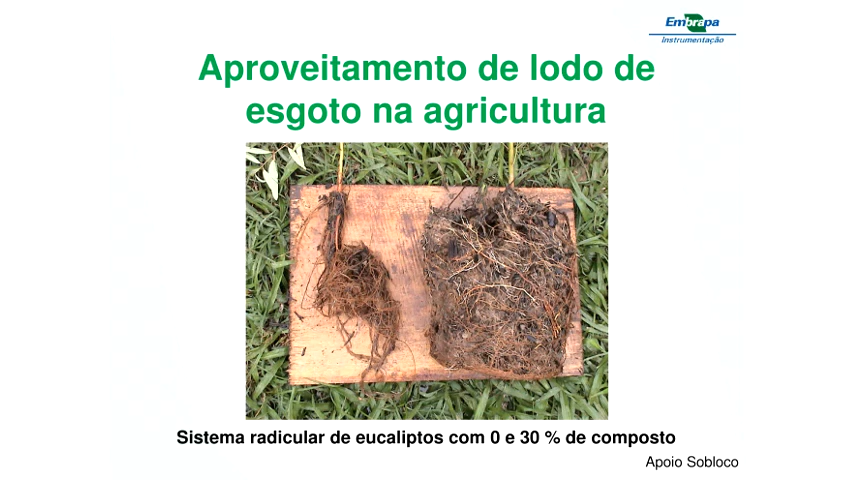 Embrapa
Instrumentação
Aproveitamento de lodo de
esgoto na agricultura
Sistema radicular de eucaliptos com 0 e 30 % de composto
Apoio Sobloco